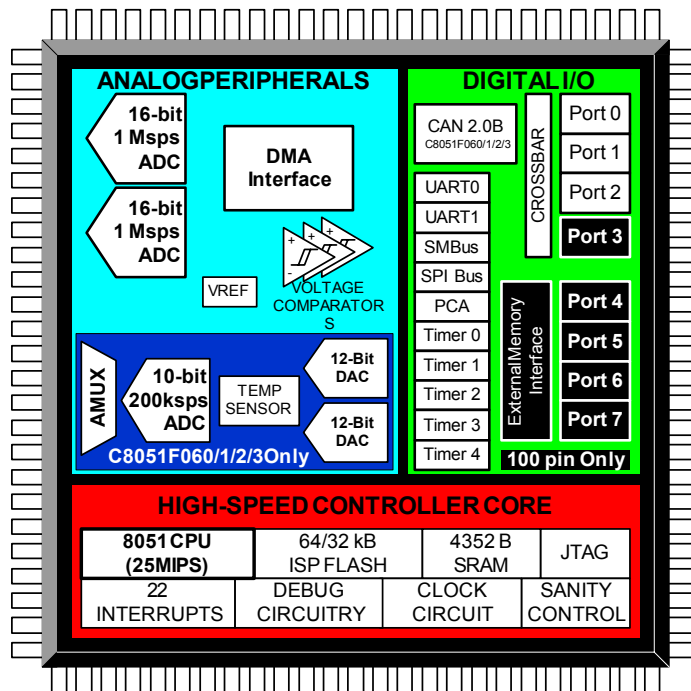 ANALOGPERIPHERALS
16-bit
1 Msps
ADC
16-bit
1 Msps
ADC
DMA
Interface
+
-
+
+
VREF
VOLTAGE
COMPARATOR
S
AMUX
10-bit
200ksps
ADC
TEMP
SENSOR
12-Bit
DAC
12-Bit
DAC
C8051F060/1/2/3Only
DIGITAL I/O
CAN 2.0B
C8051F060/1/2/3
UART0
UART1
SMBus
SPI Bus
PCA
Timer 0
Timer 1
Timer 2
Timer 3
Timer 4
CROSSBAR
Port 0
Port 1
Port 2
Port 3
ExternalMemory
Interface
Port 4
Port 5
Port 6
Port 7
100 pin Only
HIGH-SPEED CONTROLLER CORE
8051 CPU
(25MIPS)
64/32 kB
ISP FLASH
4352 B
SRAM
JTAG
22
INTERRUPTS
DEBUG
CIRCUITRY
CLOCK
CIRCUIT
SANITY
CONTROL